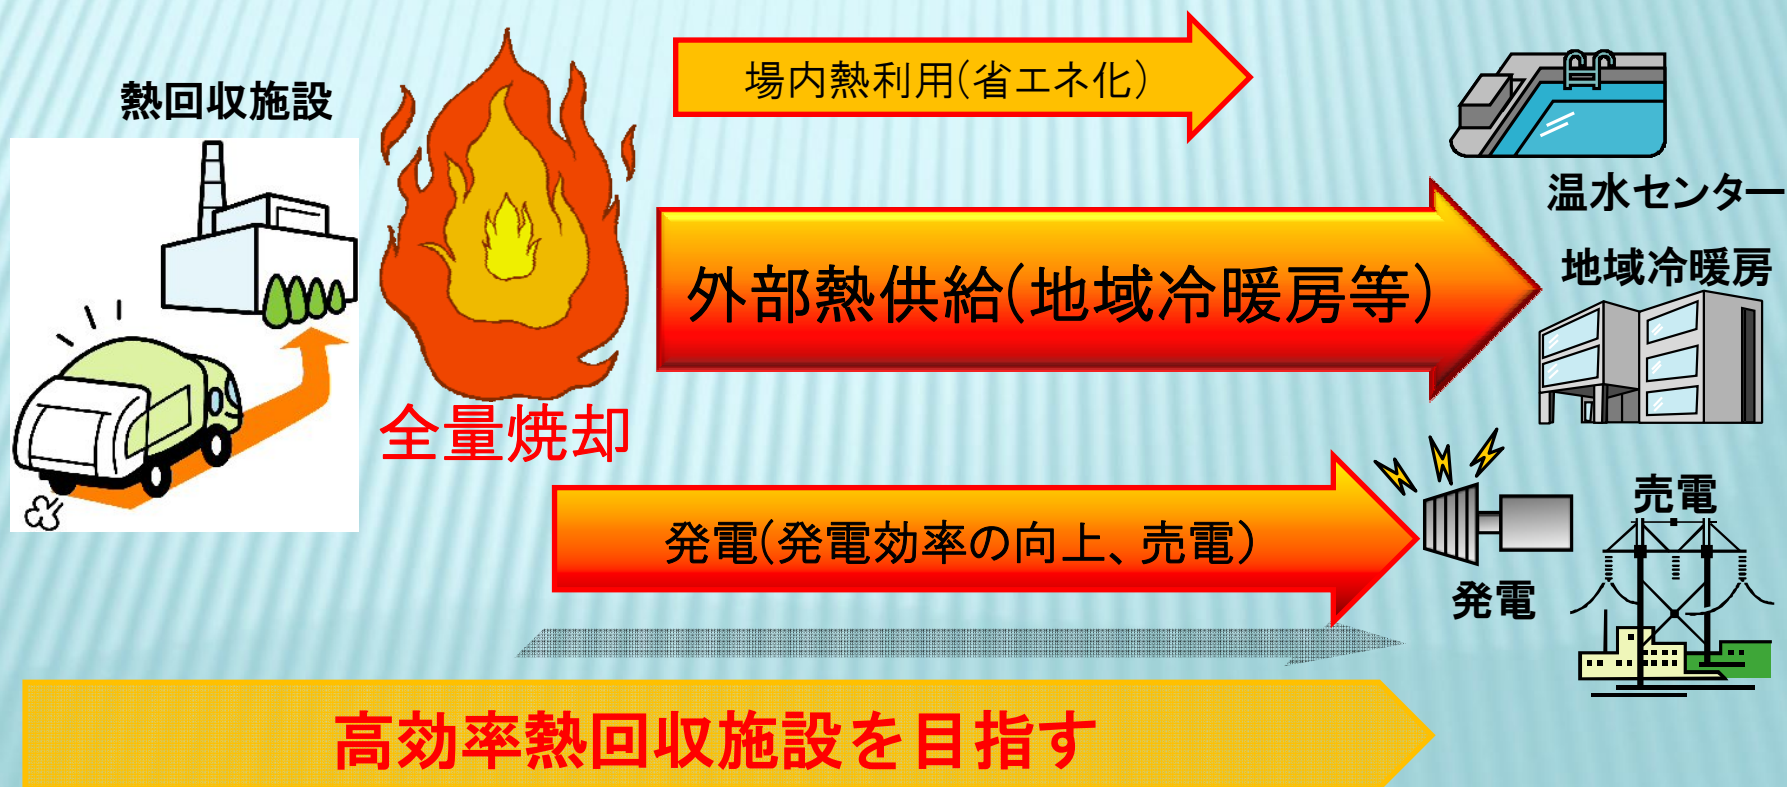 熱回収施設
場内熱利用(省エネ化)
温水センター
外部熱供給(地域冷暖房等)
地域冷暖房
全量焼却
発電(発電効率の向上、売電)
発電
売電
高効率熱回収施設を目指す